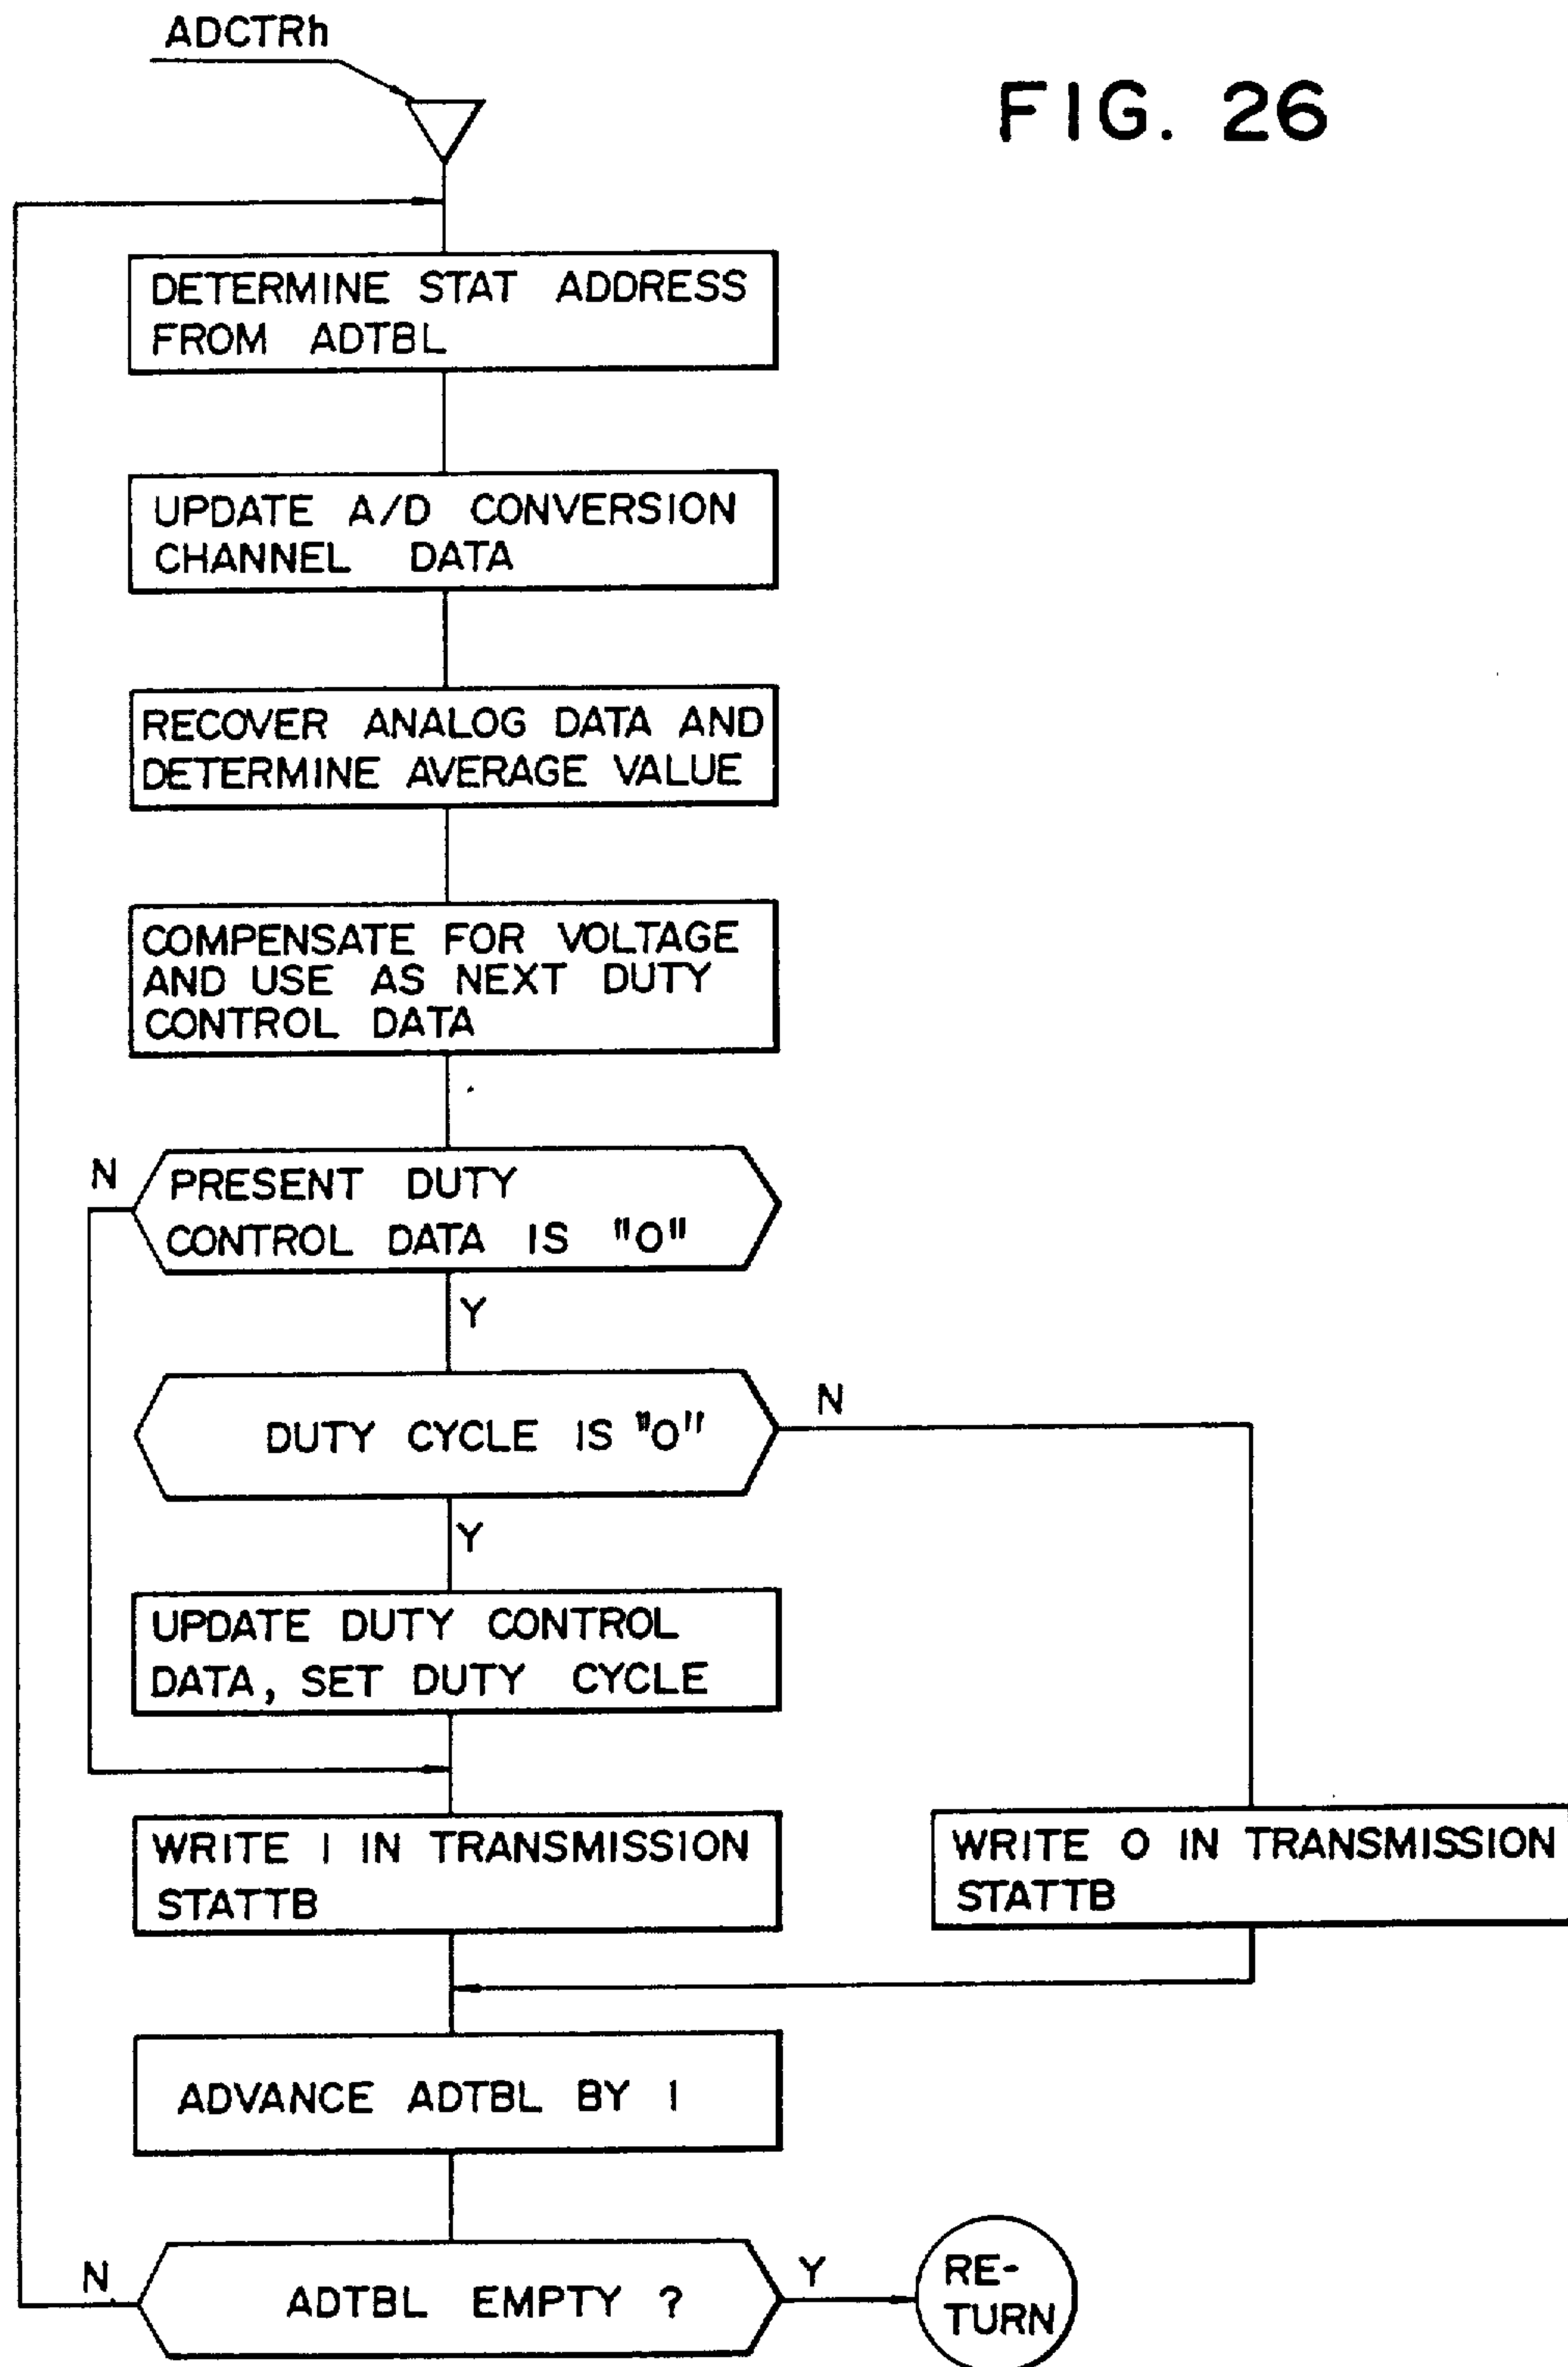 ADCTRh
FIG. 26
DETERMINE STAT ADDRESS
FROM ADTBL
UPDATE A/D CONVERSION
CHANNEL DATA
RECOVER ANALOG DATA AND
DETERMINE AVERAGE VALUE
COMPENSATE FOR VOLTAGE
AND USE AS NEXT DUTY
CONTROL DATA
N
PRESENT DUTY
CONTROL DATA IS "0"
Y
DUTY CYCLE IS "0"
N
Y
UPDATE DUTY CONTROL
DATA, SET DUTY CYCLE
WRITE 1 IN TRANSMISSION
STATTB
WRITE 0 IN TRANSMISSION
STATTB
ADVANCE ADTBL BY 1
N
ADTBL EMPTY ?
Y
RE-
TURN